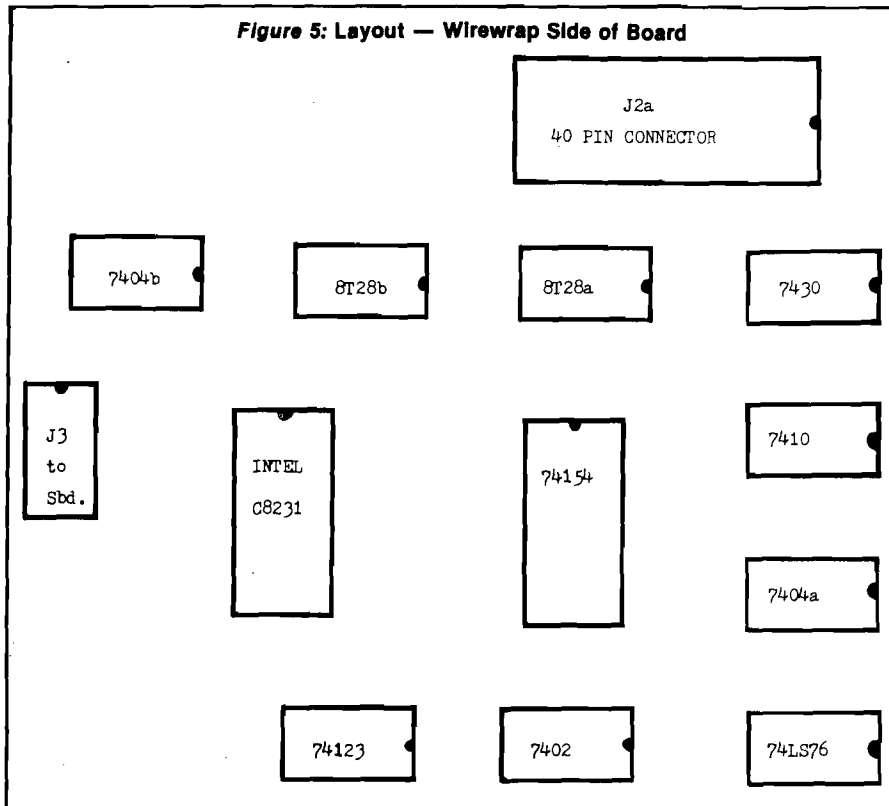 Figure 5: Layout — Wirewrap Side of Board
J2a
40 PIN CONNECTOR
7404b
8T28b
8T28a
7430
J3
to
Sbd.
INTEL
C8231
74154
7410
7404a
74123
7402
74LS76